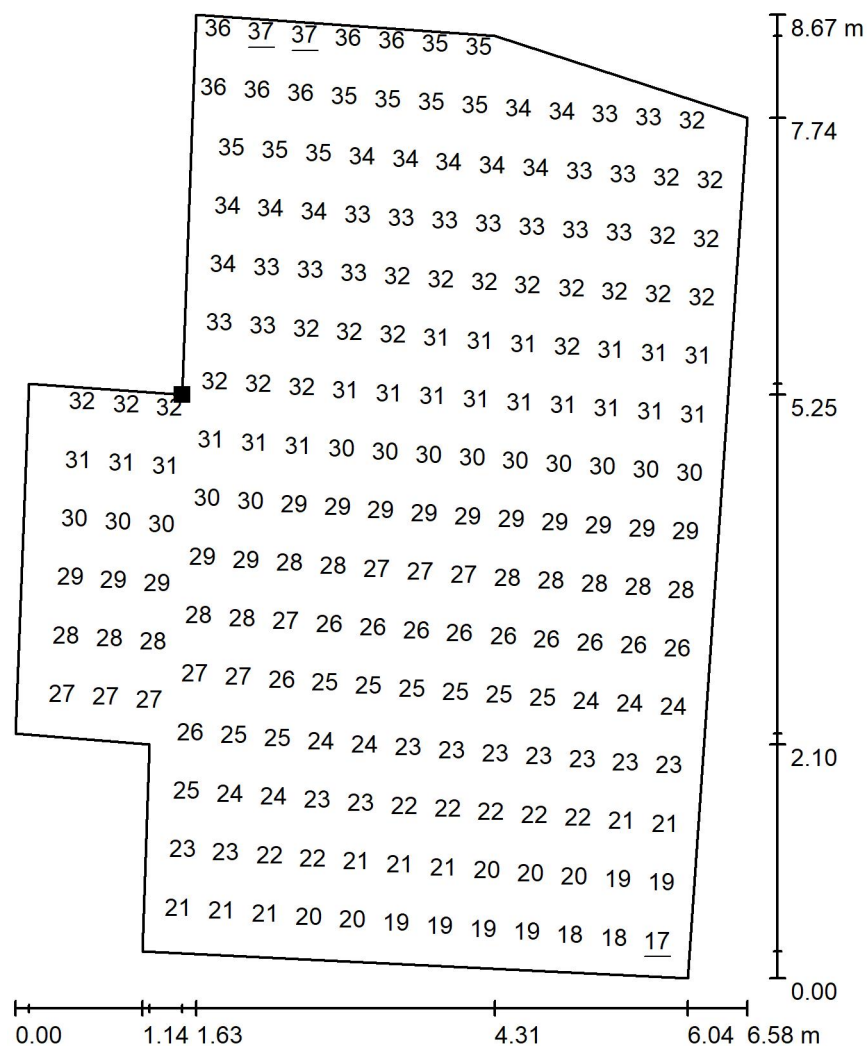 36 37 37 36 36 35 35
8.67 m
36 36 36 35 35 35 35 34 34 33 33 32
7.74
35 35 35 34 34 34 34 34 33 33 32 32
34 34 34 33 33 33 33 33 33 33 32 32
34 33 33 33 32 32 32 32 32 32 32 32
33 33 32 32 32 31 31 31 32 31 31 31
32 32 32 31 31 31 31 31 31 31 31 31
32 32 32
5.25
31 31 31 30 30 30 30 30 30 30 30 30
31 31 31
30 30 29 29 29 29 29 29 29 29 29 29
30 30 30
29 29 28 28 27 27 27 28 28 28 28 28
29 29 29
28 28 27 26 26 26 26 26 26 26 26 26
28 28 28
27 27 26 25 25 25 25 25 25 24 24 24
27 27 27
26 25 25 24 24 23 23 23 23 23 23 23
2.10
25 24 24 23 23 22 22 22 22 22 21 21
23 23 22 22 21 21 21 20 20 20 19 19
21 21 21 20 20 19 19 19 19 18 18 17
0.00
0.00 1.14 1.63 4.31 6.04 6.58 m